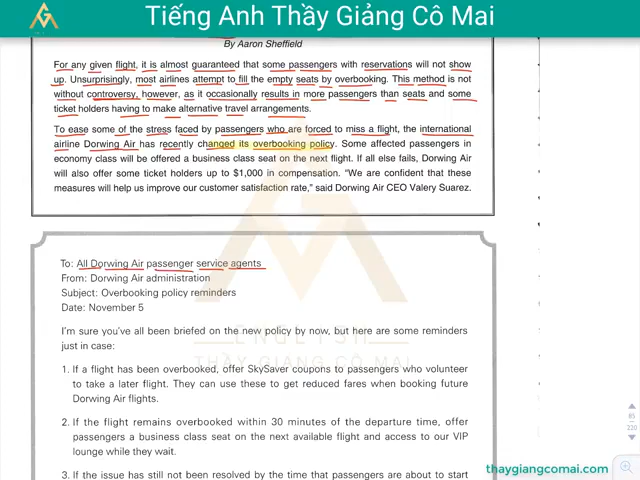 Tiếng Anh Thầy Giảng Cô Mai
By Aaron Sheffield
For any given flight, it is almost guaranteed that some passengers with reservations will not show
up. Unsurprisingly, most airlines attempt to fill the empty seats by overbooking. This method is not
without controversy, however, as it occasionally results in more passengers than seats and some
ticket holders having to make alternative travel arrangements.
To ease some of the stress faced by passengers who are forced to miss a flight, the international
airline Dorwing Air has recently changed its overbooking policy. Some affected passengers in
economy class will be offered a business class seat on the next flight. If all else fails, Dorwing Air
will also offer some ticket holders up to $1,000 in compensation. “We are confident that these
measures will help us improve our customer satisfaction rate,” said Dorwing Air CEO Valery Suarez.
To: All Dorwing Air passenger service agents
From: Dorwing Air administration
Subject: Overbooking policy reminders
Date: November 5
I’m sure you’ve all been briefed on the new policy by now, but here are some reminders
just in case:
ENGLISH
THẦY GIẢNG CÔ MAI
1. If a flight has been overbooked, offer SkySaver coupons to passengers who volunteer
to take a later flight. They can use these to get reduced fares when booking future
Dorwing Air flights.
2. If the flight remains overbooked within 30 minutes of the departure time, offer
passengers a business class seat on the next available flight and access to our VIP
lounge while they wait.
3. If the issue has still not been resolved by the time that passengers are about to start
85
220
thaygiangcomai.com